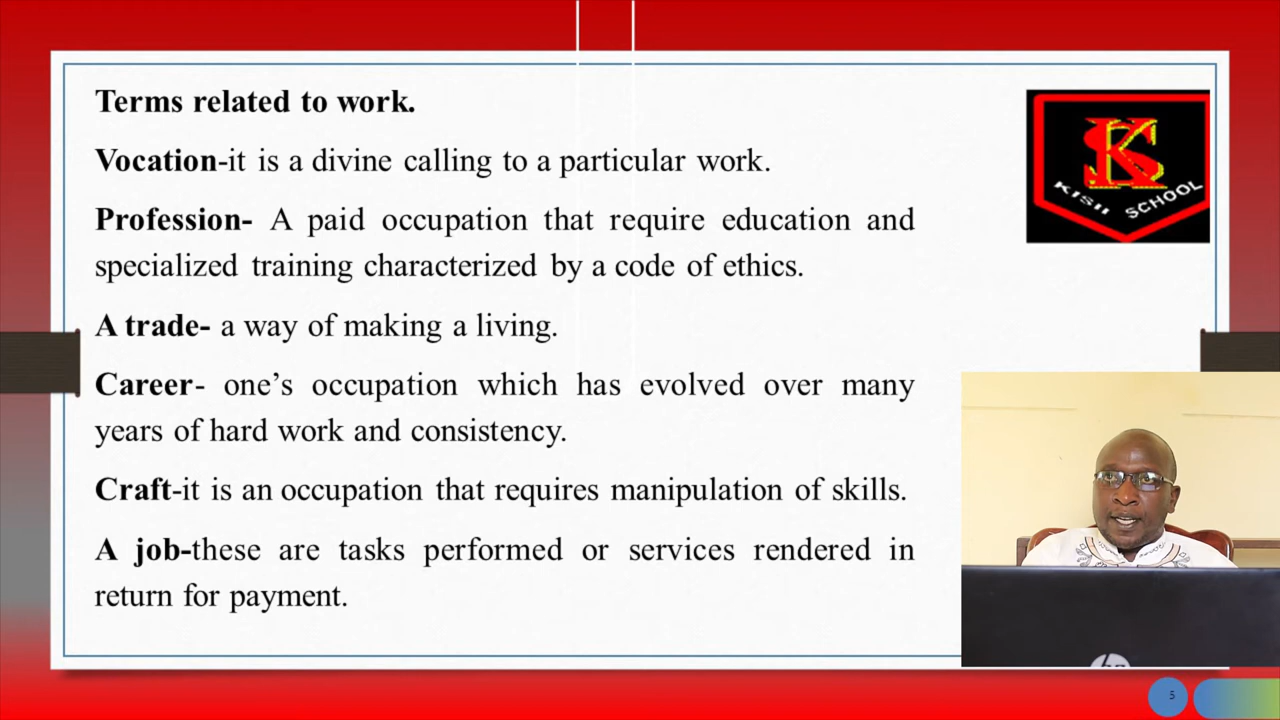 Terms related to work.
Vocation-it is a divine calling to a particular work.
Profession- A paid occupation that require education and
specialized training characterized by a code of ethics.
A trade- a way of making a living.
Career- one’s occupation which has evolved over many
years of hard work and consistency.
Craft-it is an occupation that requires manipulation of skills.
A job-these are tasks performed or services rendered in
return for payment.
KS
KISII SCHOOL
hp
5